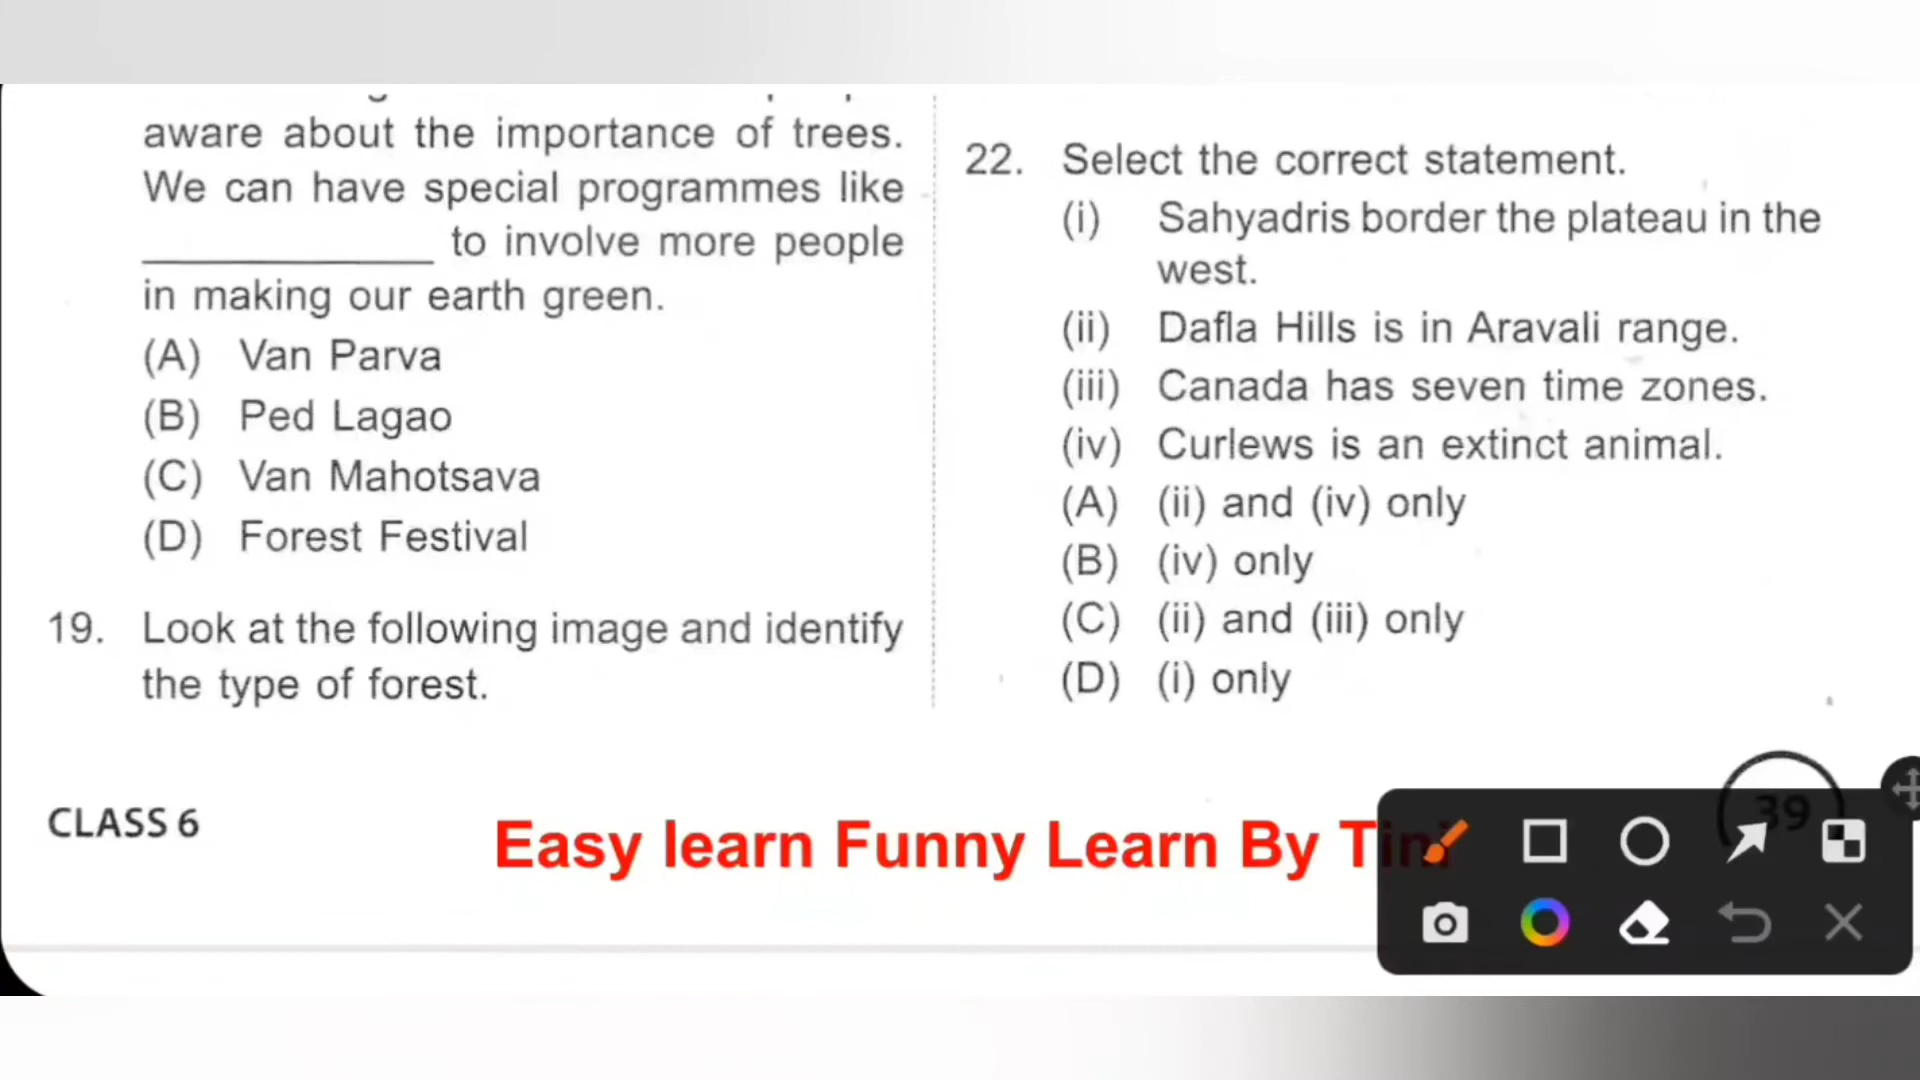 aware about the importance of trees.
We can have special programmes like
____________ to involve more people
in making our earth green.
(A) Van Parva
(B) Ped Lagao
(C) Van Mahotsava
(D) Forest Festival
19. Look at the following image and identify
the type of forest.
22. Select the correct statement.
(i) Sahyadris border the plateau in the
west.
(ii) Dafla Hills is in Aravali range.
(iii) Canada has seven time zones.
(iv) Curlews is an extinct animal.
(A) (ii) and (iv) only
(B) (iv) only
(C) (ii) and (iii) only
(D) (i) only
CLASS 6
39
Easy learn Funny Learn By Tini